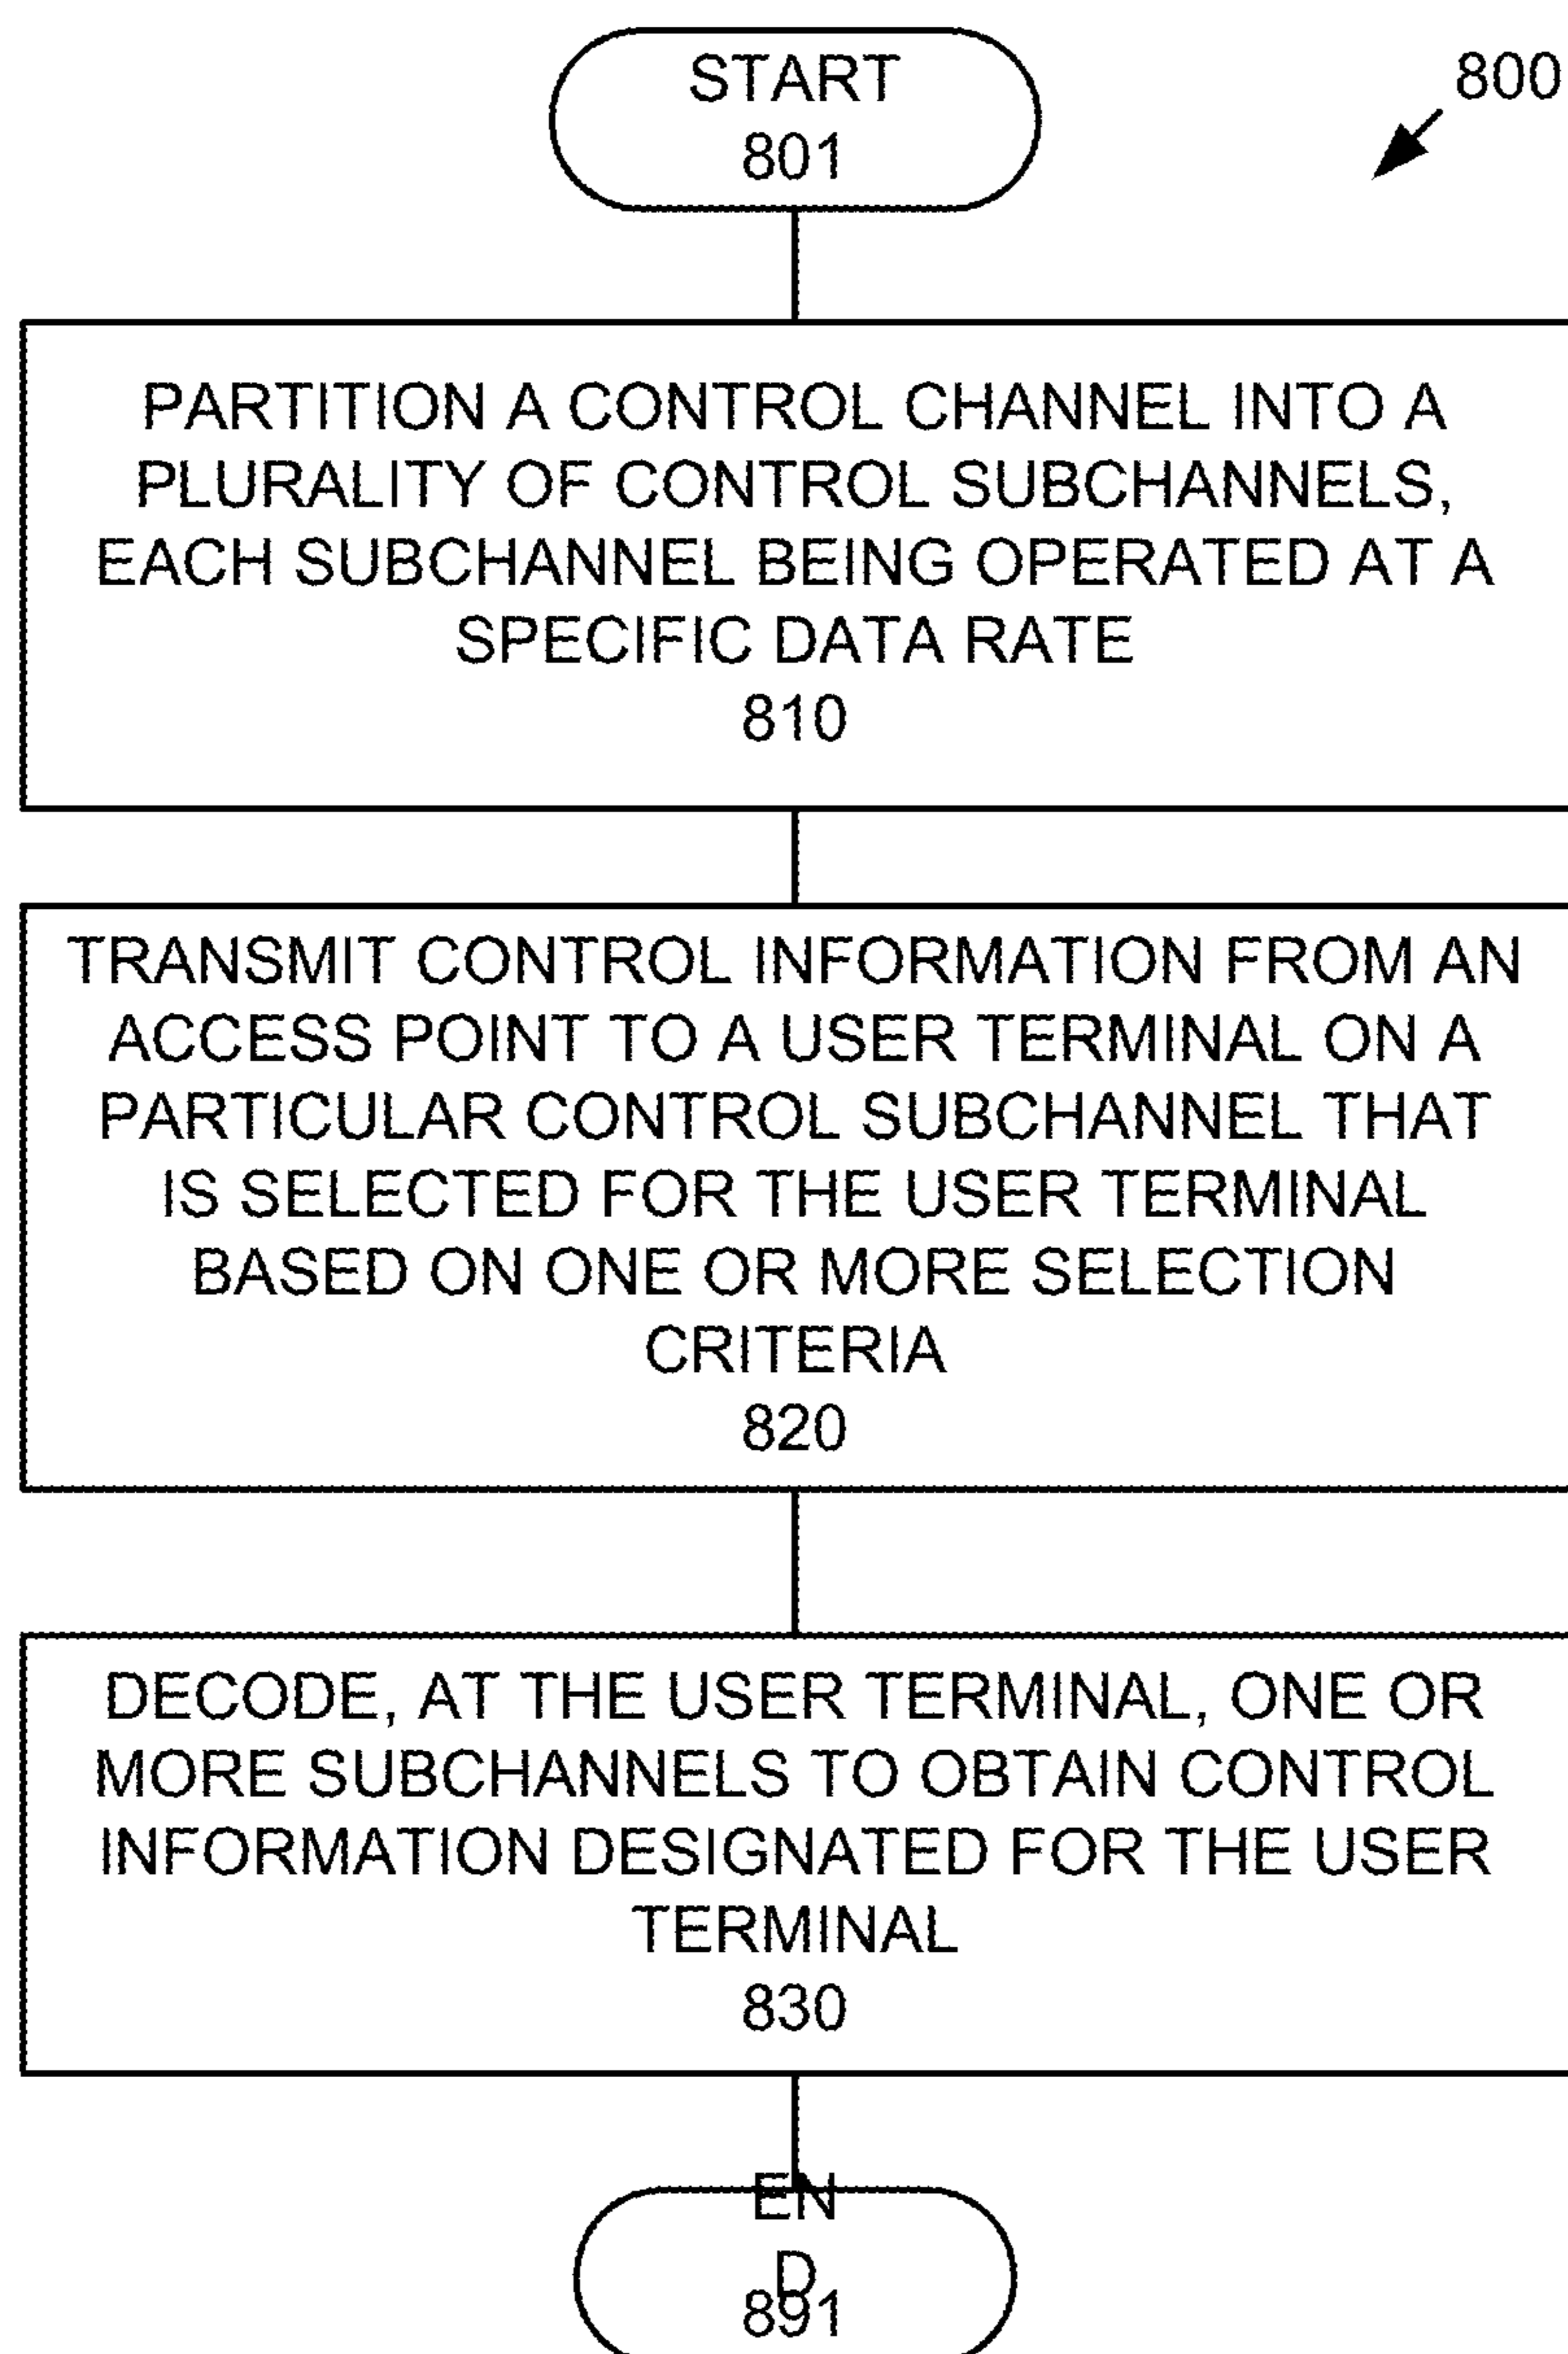 START
801
800
PARTITION A CONTROL CHANNEL INTO A
PLURALITY OF CONTROL SUBCHANNELS,
EACH SUBCHANNEL BEING OPERATED AT A
SPECIFIC DATA RATE
810
TRANSMIT CONTROL INFORMATION FROM AN
ACCESS POINT TO A USER TERMINAL ON A
PARTICULAR CONTROL SUBCHANNEL THAT
IS SELECTED FOR THE USER TERMINAL
BASED ON ONE OR MORE SELECTION
CRITERIA
820
DECODE, AT THE USER TERMINAL, ONE OR
MORE SUBCHANNELS TO OBTAIN CONTROL
INFORMATION DESIGNATED FOR THE USER
TERMINAL
830
EN
D
891